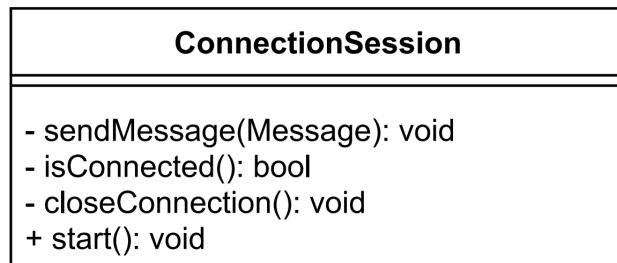 ConnectionSession
- sendMessage(Message): void
- isConnected(): bool
- closeConnection(): void
+ start(): void